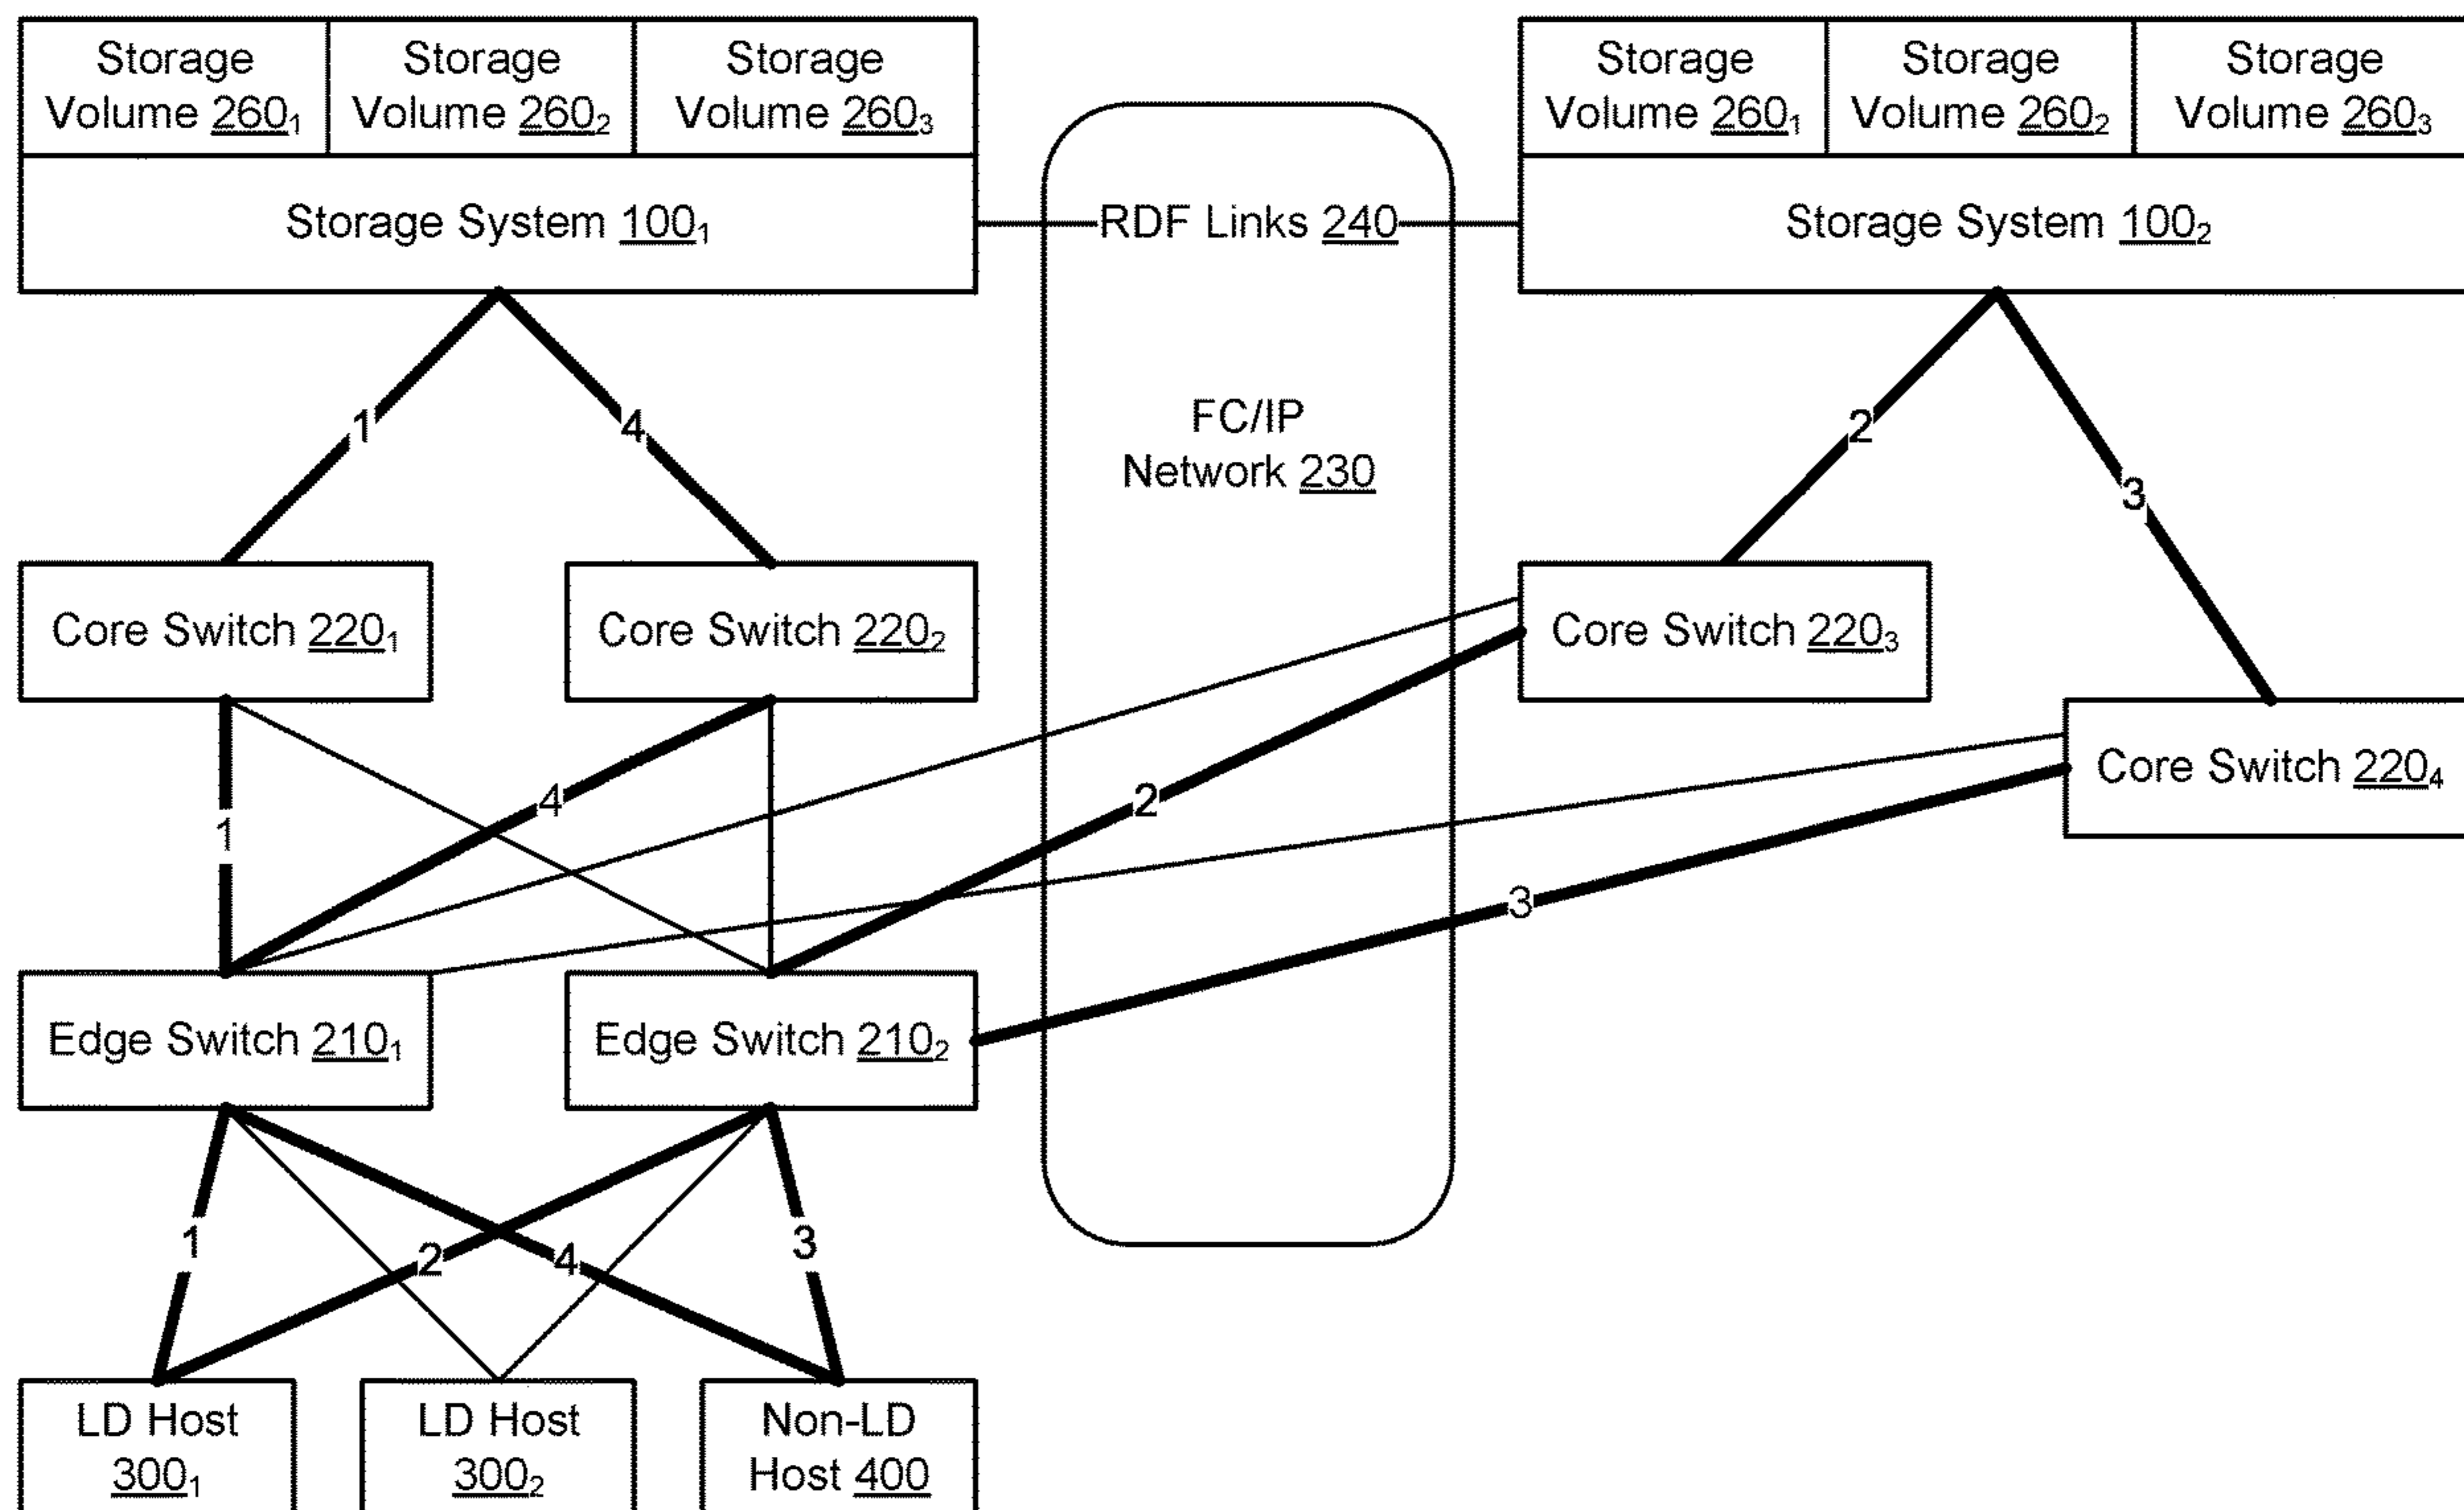 Storage
Volume 260₁
Storage
Volume 260₂
Storage
Volume 260₃
Storage
Volume 260₁
Storage
Volume 260₂
Storage
Volume 260₃
Storage System 100₁
RDF Links 240
Storage System 100₂
FC/IP
Network 230
1
4
2
3
Core Switch 220₁
Core Switch 220₂
Core Switch 220₃
Core Switch 220₄
1
4
2
3
Edge Switch 210₁
Edge Switch 210₂
1
2
4
3
LD Host
300₁
LD Host
300₂
Non-LD
Host 400